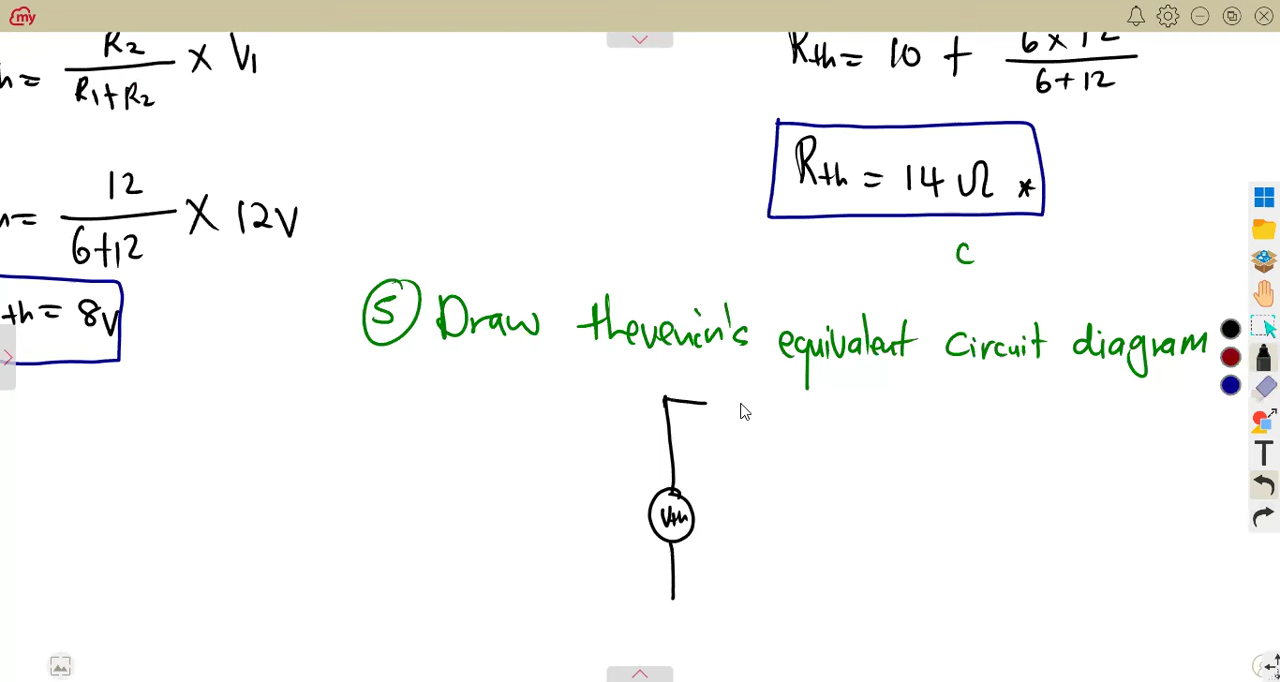 my
h = R2 / R1+R2 × V1
Rth = 10 + 6×12 / 6+12
Rth = 14 Ω *
= 12 / 6+12 × 12V
th = 8V
C
5 Draw thevenin's equivalent circuit diagram
Vth
T